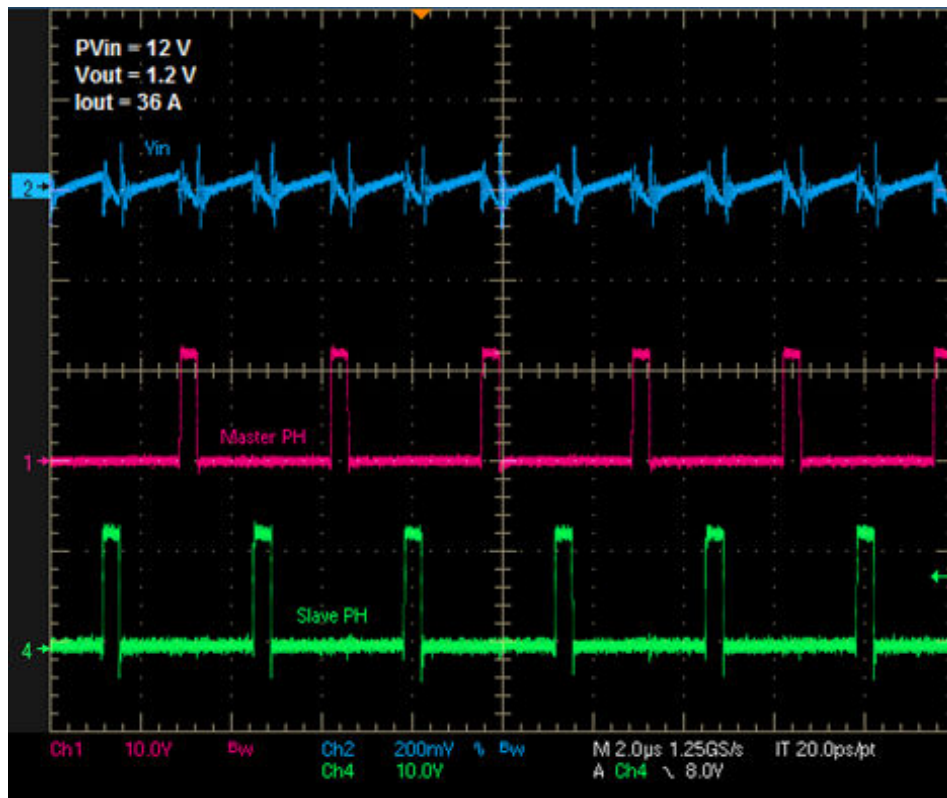 PVin = 12 V
Vout = 1.2 V
Iout = 36 A
Vin
2
Master PH
1
Slave PH
4
Ch1 10.0V Bw Ch2 200mV ∿ Bw M 2.0µs 1.25GS/s IT 20.0ps/pt
Ch4 10.0V A Ch4 \ 8.0V